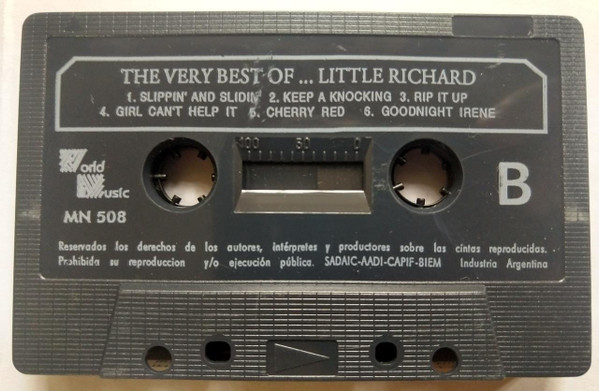 THE VERY BEST OF ... LITTLE RICHARD
1. SLIPPIN' AND SLIDIN' 2. KEEP A KNOCKING 3. RIP IT UP
4. GIRL CAN'T HELP IT 5. CHERRY RED 6. GOODNIGHT IRENE
100 50 0
World
Music
MN 508
B
Reservados los derechos de los autores, intérpretes y productores sobre las cintas reproducidas.
Prohibida su reproduccion y/o ejecución pública. SADAIC-AADI-CAPIF-BIEM Industria Argentina